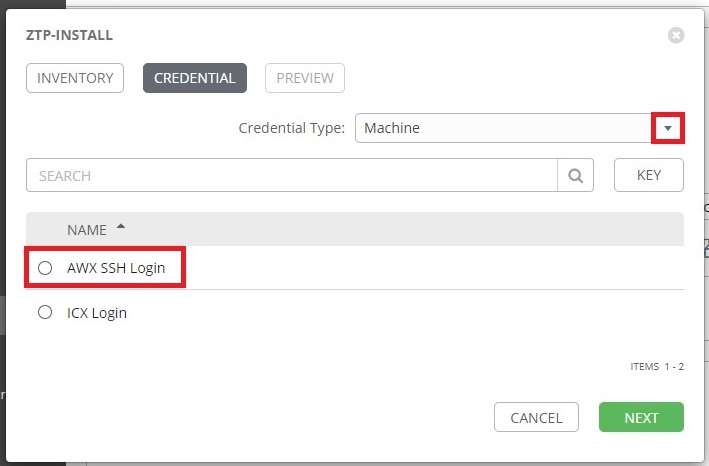 ZTP-INSTALL
INVENTORY CREDENTIAL PREVIEW
Credential Type: Machine
SEARCH KEY
NAME
AWX SSH Login
ICX Login
ITEMS 1 - 2
CANCEL NEXT